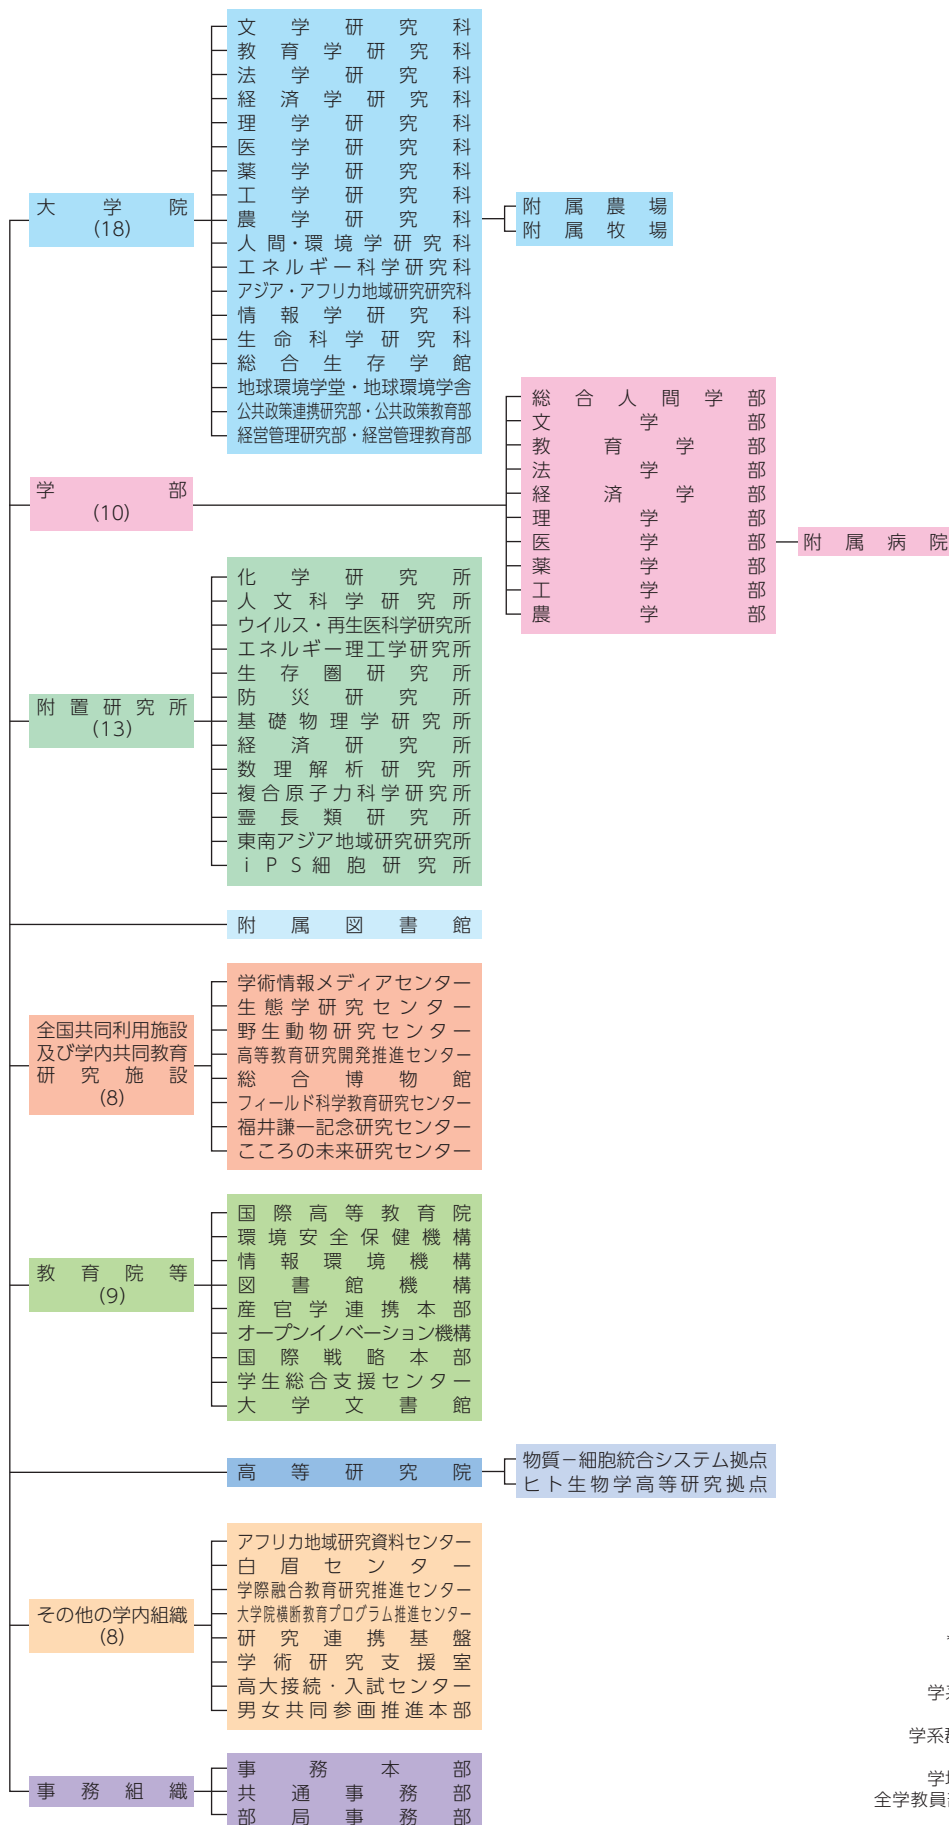 大学院
(18)
文学研究科
教育学研究科
法学研究科
経済学研究科
理学研究科
医学研究科
薬学研究科
工学研究科
農学研究科
人間・環境学研究科
エネルギー科学研究科
アジア・アフリカ地域研究研究科
情報学研究科
生命科学研究科
総合生存学館
地球環境学堂・地球環境学舎
公共政策連携研究部・公共政策教育部
経営管理研究部・経営管理教育部
附属農場
附属牧場
学部
(10)
総合人間学部
文学部
教育学部
法学部
経済学部
理学部
医学部
薬学部
工学部
農学部
附属病院
附置研究所
(13)
化学研究所
人文科学研究所
ウイルス・再生医科学研究所
エネルギー理工学研究所
生存圏研究所
防災研究所
基礎物理学研究所
経済研究所
数理解析研究所
複合原子力科学研究所
霊長類研究所
東南アジア地域研究研究所
iPS細胞研究所
附属図書館
全国共同利用施設
及び学内共同教育
研究施設
(8)
学術情報メディアセンター
生態学研究センター
野生動物研究センター
高等教育研究開発推進センター
総合博物館
フィールド科学教育研究センター
福井謙一記念研究センター
こころの未来研究センター
教育院等
(9)
国際高等教育院
環境安全保健機構
情報環境機構
図書館機構
産官学連携本部
オープンイノベーション機構
国際戦略本部
学生総合支援センター
大学文書館
高等研究院
物質－細胞統合システム拠点
ヒト生物学高等研究拠点
その他の学内組織
(8)
アフリカ地域研究資料センター
白眉センター
学際融合教育研究推進センター
大学院横断教育プログラム推進センター
研究連携基盤
学術研究支援室
高大接続・入試センター
男女共同参画推進本部
事務組織
事務本部
共通事務部
部局事務部
学系
学系群
学域
全学教員部